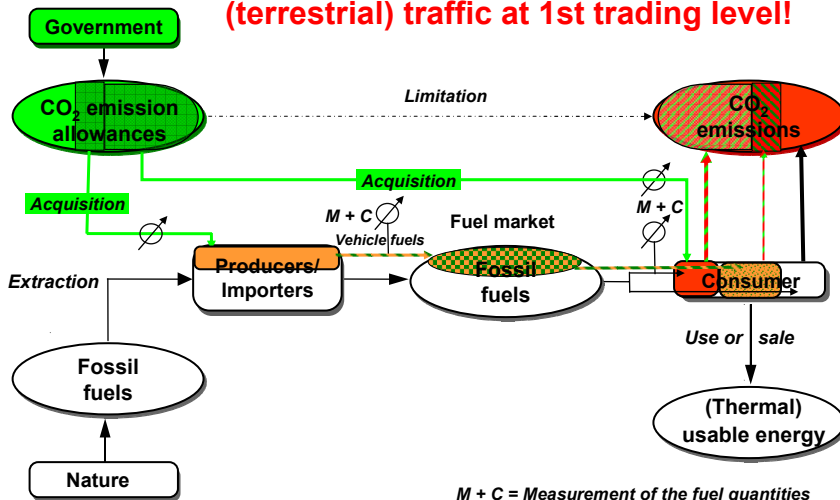 (terrestrial) traffic at 1st trading level!
Government
CO2 emission
allowances
Limitation
CO2
emissions
Acquisition
Acquisition
M + C
Fuel market
M + C
Vehicle fuels
Extraction
Producers/
Importers
Fossil
fuels
Consumer
Use or sale
Fossil
fuels
(Thermal)
usable energy
Nature
M + C = Measurement of the fuel quantities